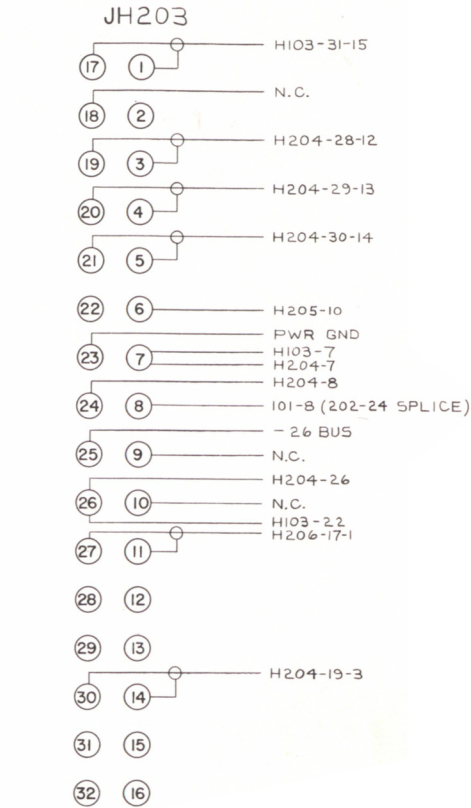 JH203
H103-31-15
17 1
N.C.
18 2
H204-28-12
19 3
H204-29-13
20 4
H204-30-14
21 5
22 6 H205-10
PWR GND
H103-7
23 7
H204-7
H204-8
24 8 101-8 (202-24 SPLICE)
- 26 BUS
25 9 N.C.
H204-26
26 10 N.C.
H103-22
H206-17-1
27 11
28 12
29 13
H204-19-3
30 14
31 15
32 16